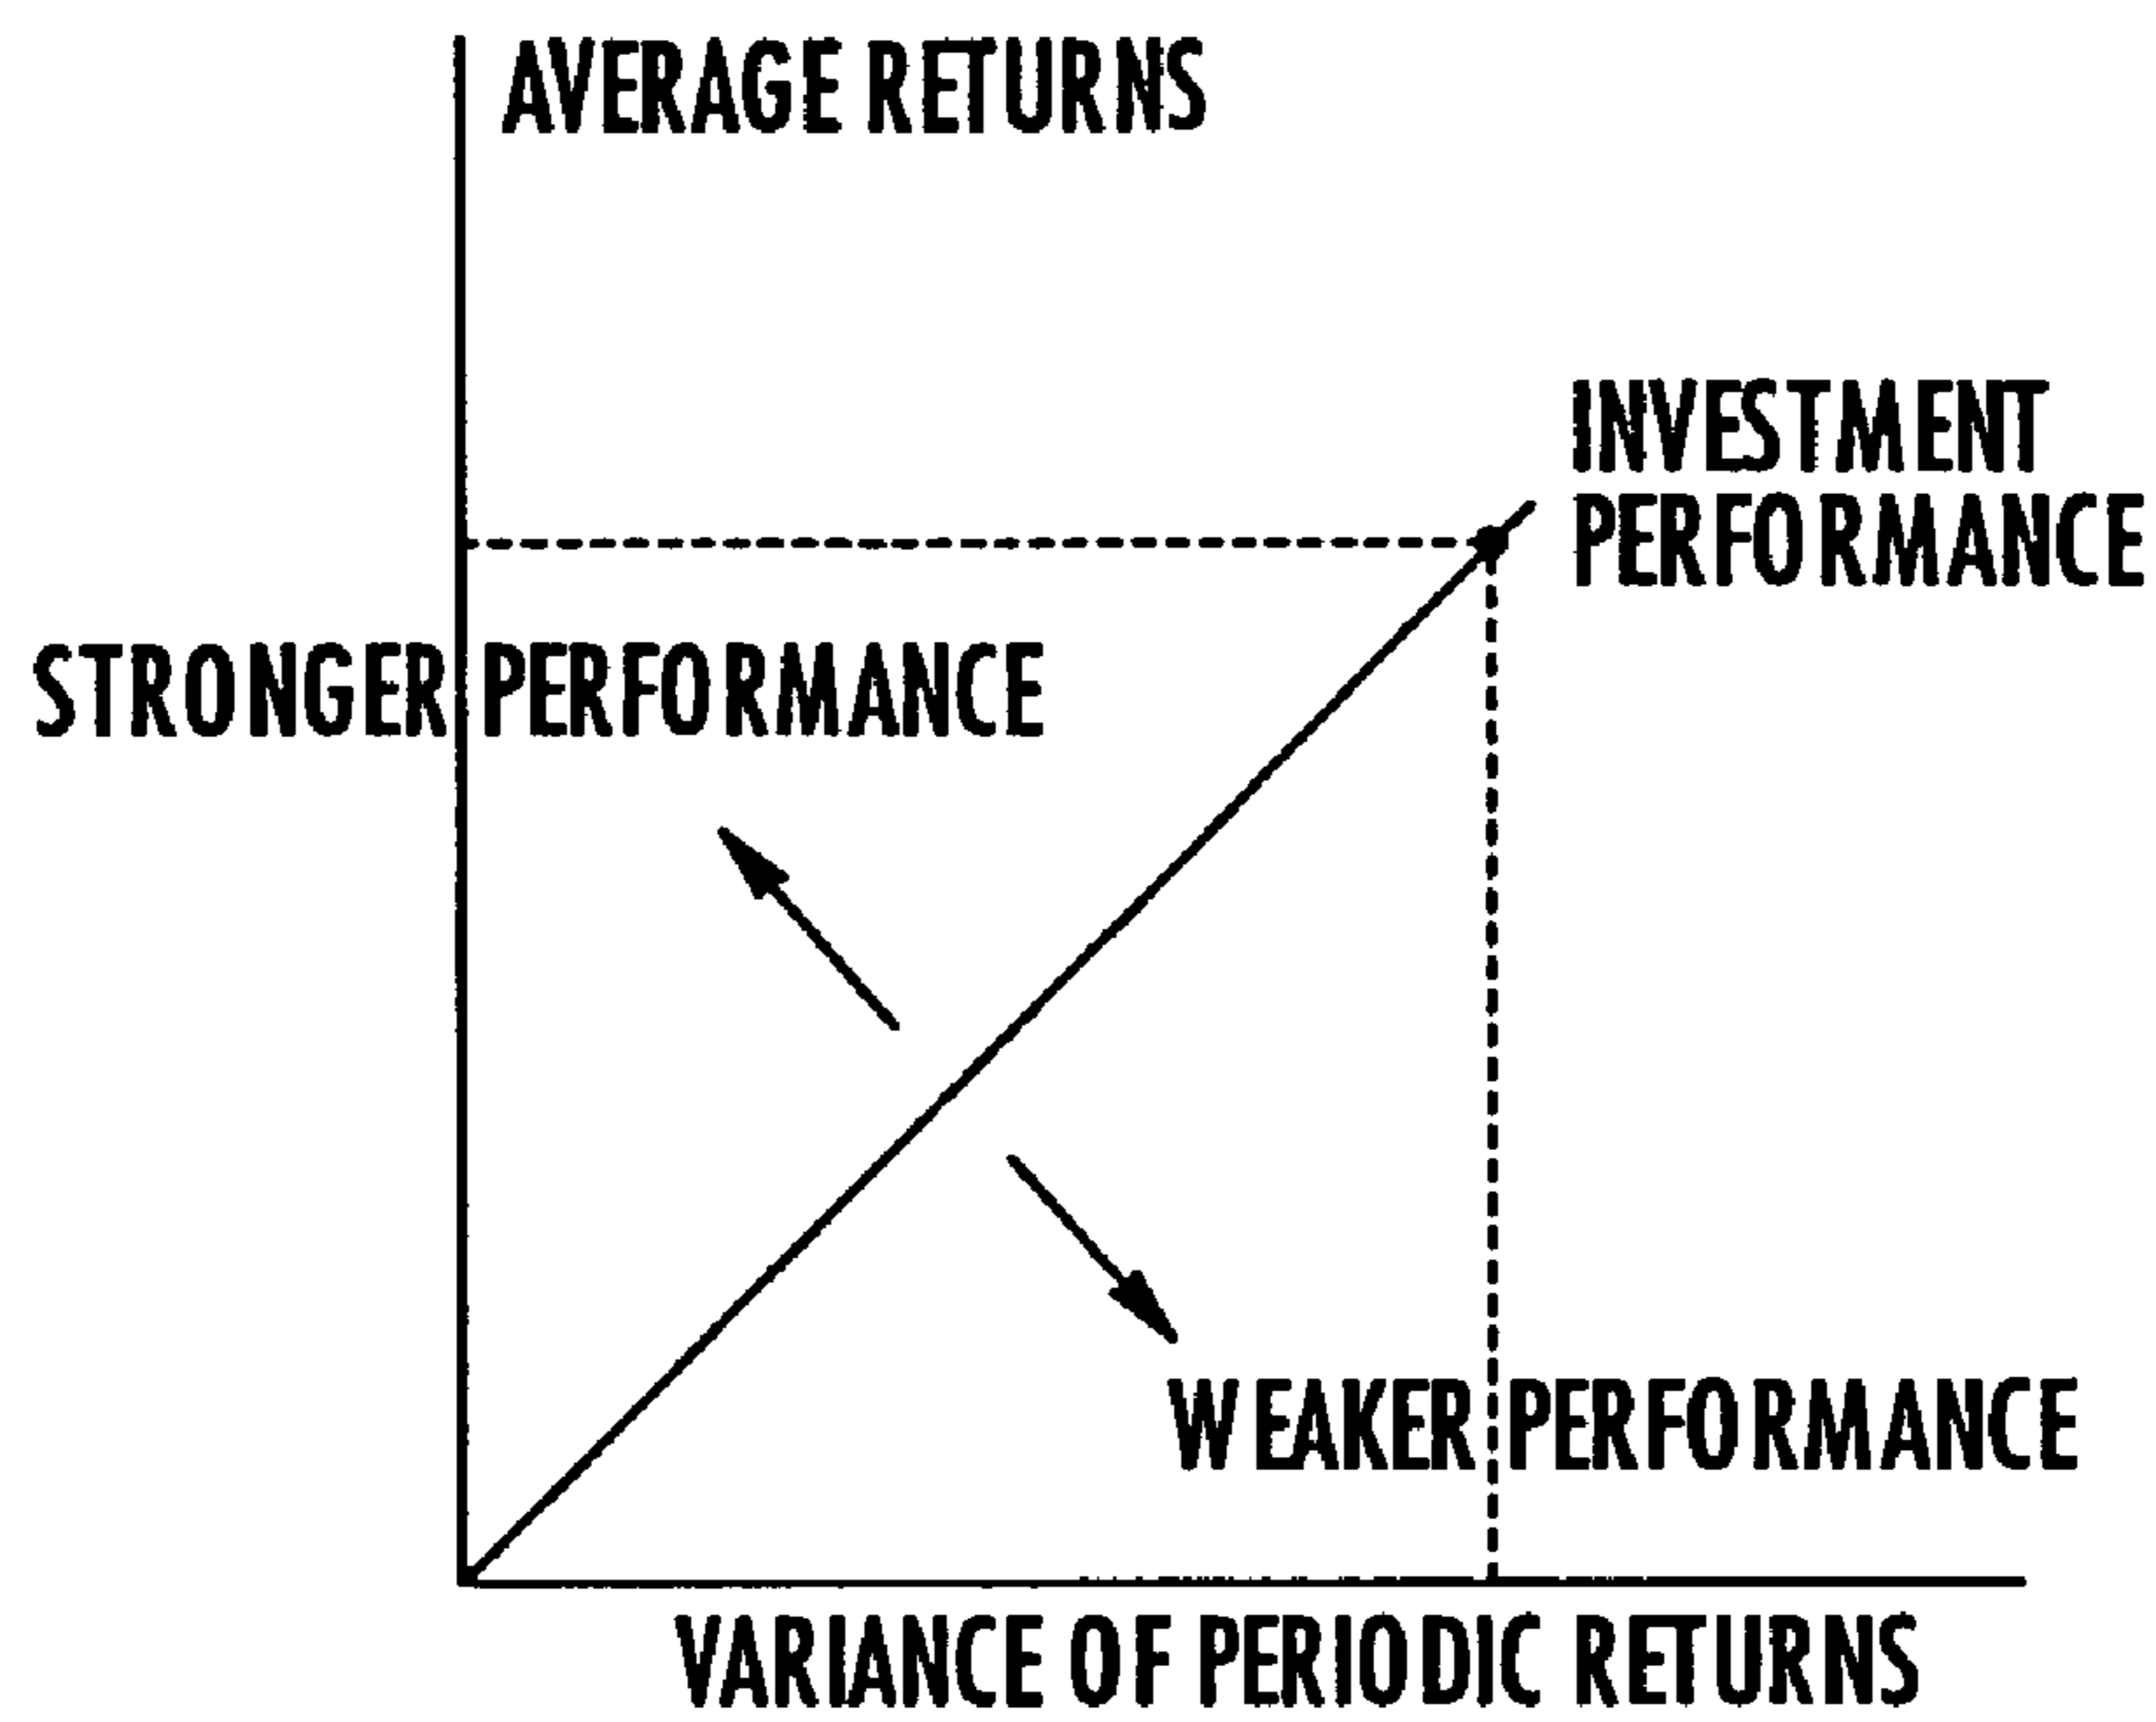 AVERAGE RETURNS
INVESTMENT
PERFORMANCE
STRONGER PERFORMANCE
WEAKER PERFORMANCE
VARIANCE OF PERIODIC RETURNS